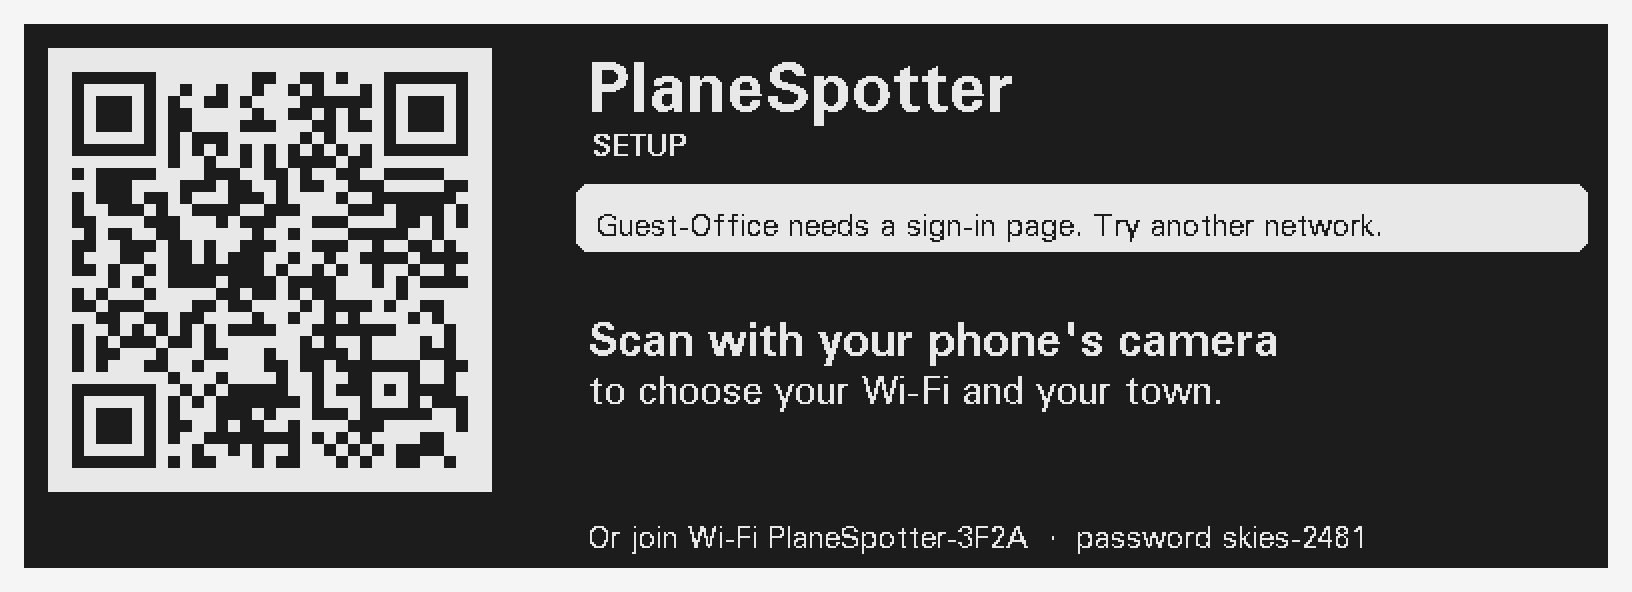 PlaneSpotter
SETUP
Guest-Office needs a sign-in page. Try another network.
Scan with your phone's camera
to choose your Wi-Fi and your town.
Or join Wi-Fi PlaneSpotter-3F2A · password skies-2481